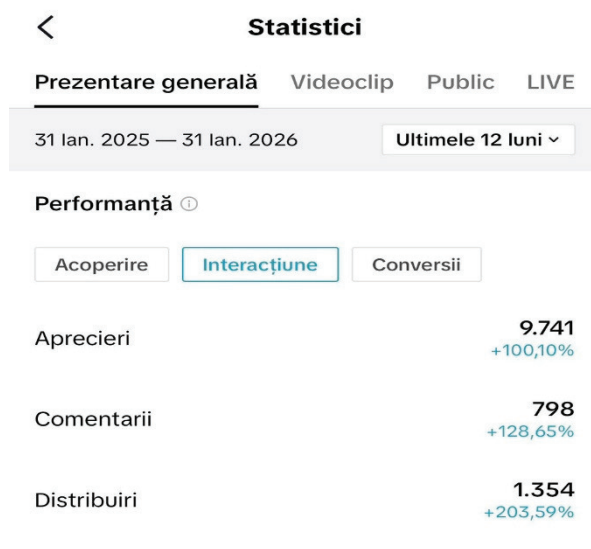 Statistici
Prezentare generală Videoclip Public LIVE
31 Ian. 2025 — 31 Ian. 2026 Ultimele 12 luni
Performanță
Acoperire Interacțiune Conversii
Aprecieri 9.741
+100,10%
Comentarii 798
+128,65%
Distribuiri 1.354
+203,59%